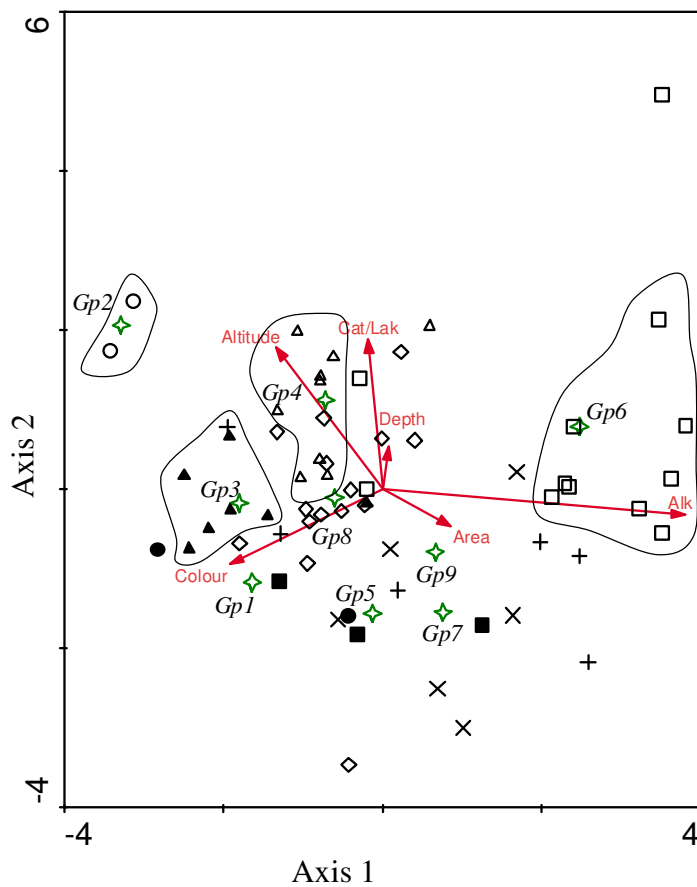 6
Gp2
Altitude
Cat/Lak
Gp4
Depth
Axis 2
Gp6
Gp3
Alk
Gp8
Area
Colour
Gp9
Gp1
Gp5
Gp7
-4
-4
4
Axis 1